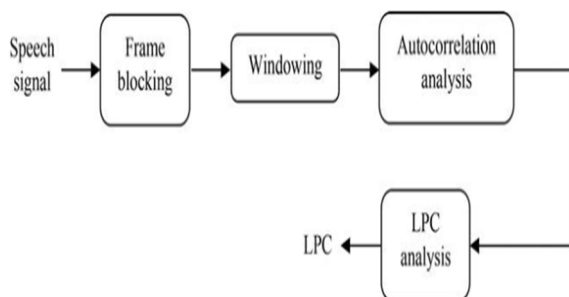 Speech
signal
Frame
blocking
Windowing
Autocorrelation
analysis
LPC
LPC
analysis